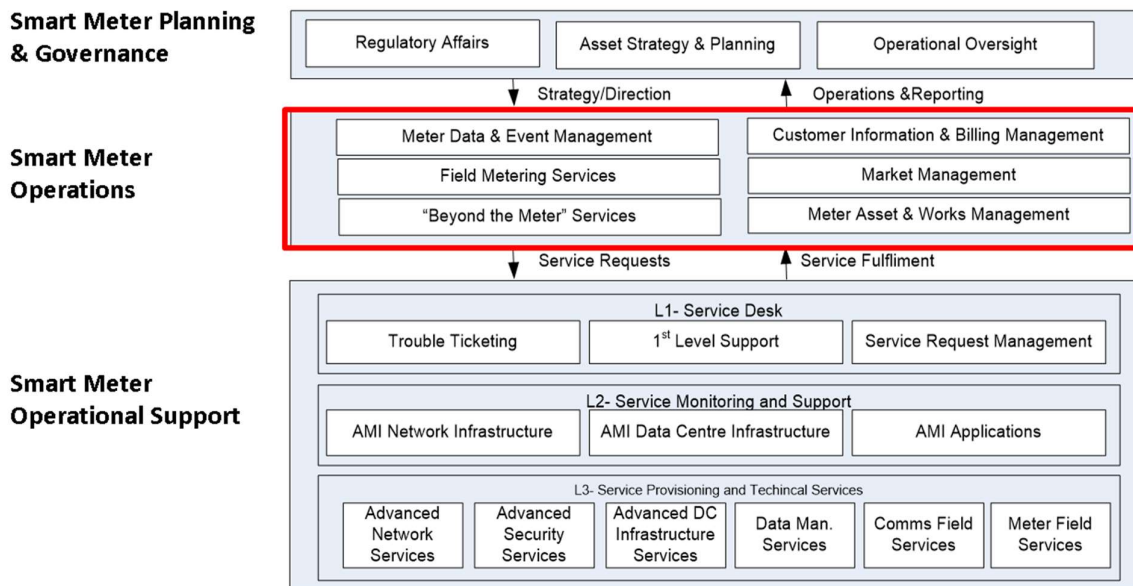 Smart Meter Planning
& Governance
Regulatory Affairs
Asset Strategy & Planning
Operational Oversight
Strategy/Direction
Operations &Reporting
Smart Meter
Operations
Meter Data & Event Management
Customer Information & Billing Management
Field Metering Services
Market Management
“Beyond the Meter” Services
Meter Asset & Works Management
Service Requests
Service Fulfliment
Smart Meter
Operational Support
L1- Service Desk
Trouble Ticketing
1st Level Support
Service Request Management
L2- Service Monitoring and Support
AMI Network Infrastructure
AMI Data Centre Infrastructure
AMI Applications
L3- Service Provisioning and Techincal Services
Advanced
Network
Services
Advanced
Security
Services
Advanced DC
Infrastructure
Services
Data Man.
Services
Comms Field
Services
Meter Field
Services